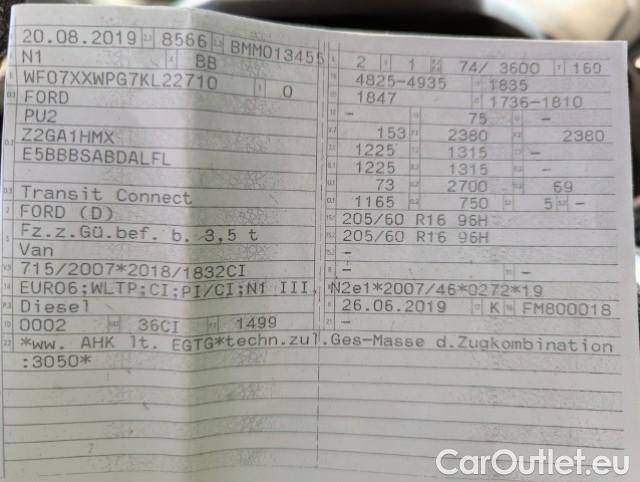 20.08.2019 8566 BMM013455
N1 BB
WF07XXWPG7KL22710 0
FORD
PU2
Z2GA1HMX
E5BBBSABDALFL
Transit Connect
FORD (D)
Fz.z.Gü.bef. b. 3,5 t
Van
715/2007*2018/1832CI
EURO6;WLTP;CI;PI/CI;N1 III,
Diesel
0002 36CI 1499
*ww. AHK lt. EGTG*techn.zul.Ges-Masse d.Zugkombination
:3050*
2 1 74/ 3600 160
4825-4935 1835
1847 1736-1810
- 75 -
153 2380 2380
1225 1315 -
1225 1315 -
73 2700 69
1165 750 5 -
205/60 R16 96H
205/60 R16 96H
-
- -
N2e1*2007/46*0272*19
26.06.2019 K FM800018
-
CarOutlet.eu